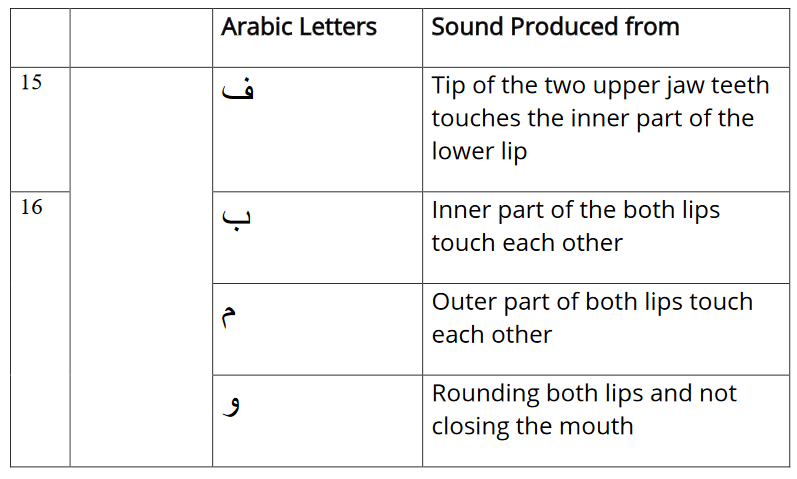 Arabic Letters Sound Produced from
15 ف Tip of the two upper jaw teeth
touches the inner part of the
lower lip
16 ب Inner part of the both lips
touch each other
م Outer part of both lips touch
each other
و Rounding both lips and not
closing the mouth